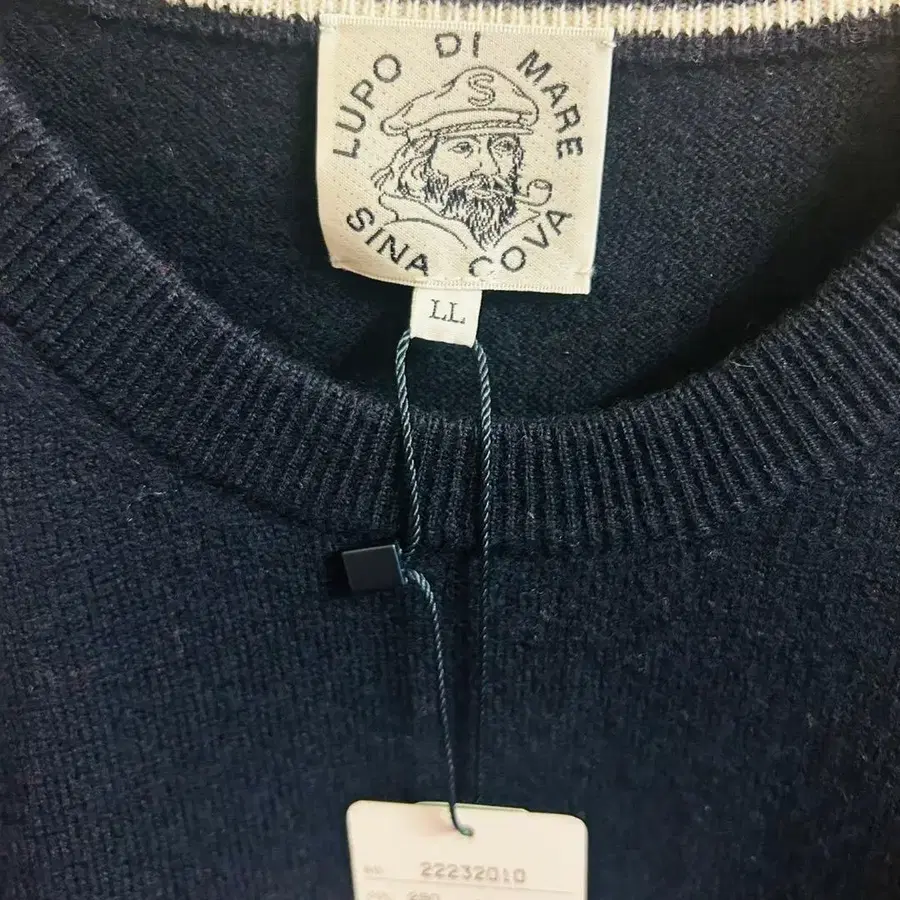 LUPO DI MARE
S
SINA COVA
LL
22232010